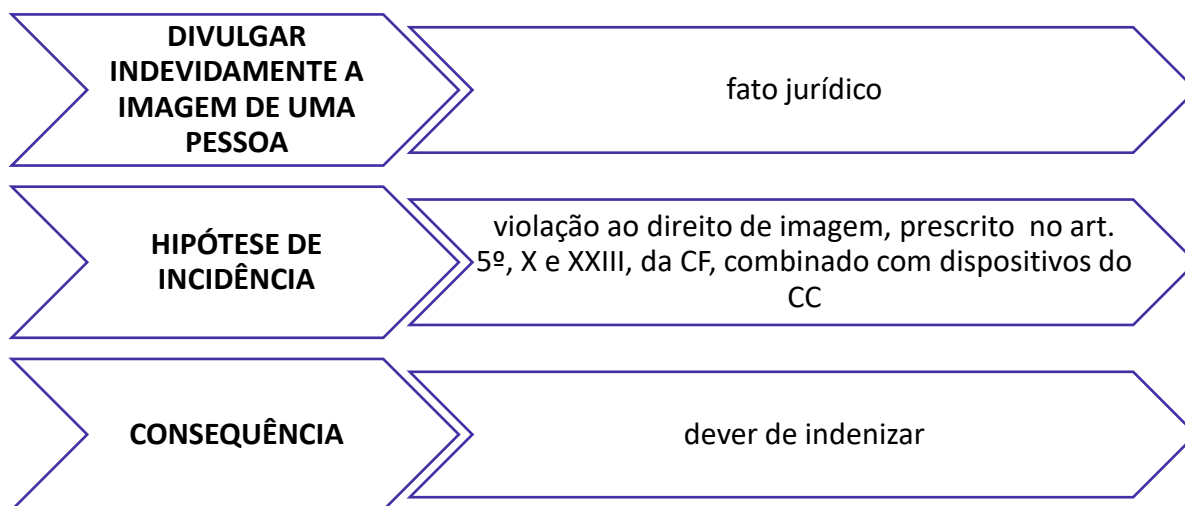 DIVULGAR
INDEVIDAMENTE A
IMAGEM DE UMA
PESSOA
fato jurídico
HIPÓTESE DE
INCIDÊNCIA
violação ao direito de imagem, prescrito no art.
5º, X e XXIII, da CF, combinado com dispositivos do
CC
CONSEQUÊNCIA
dever de indenizar